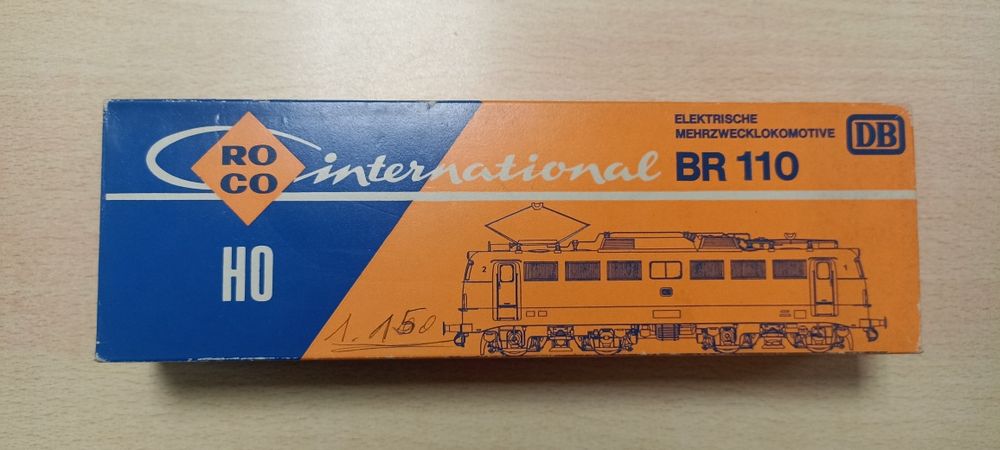 RO
CO
international
HO
ELEKTRISCHE
MEHRZWECKLOKOMOTIVE
BR 110
DB
2
1
1.150